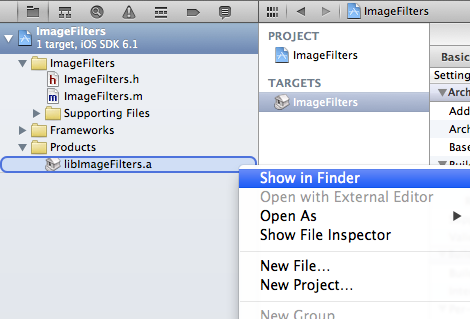 ImageFilters
ImageFilters
1 target, iOS SDK 6.1
ImageFilters
ImageFilters.h
ImageFilters.m
Supporting Files
Frameworks
Products
libImageFilters.a
PROJECT
ImageFilters
TARGETS
ImageFilters
Basic
Setting
Arch
Add
Arch
Base
Buil
Show in Finder
Open with External Editor
Open As
Show File Inspector
New File...
New Project...
New Group